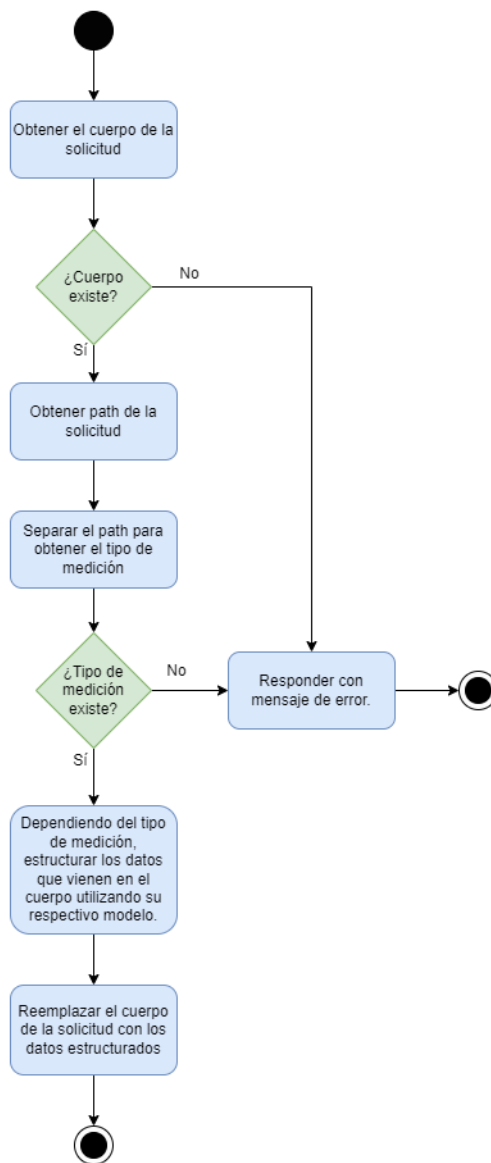 Obtener el cuerpo de la
solicitud
¿Cuerpo
existe?
No
Sí
Obtener path de la
solicitud
Separar el path para
obtener el tipo de
medición
¿Tipo de
medición
existe?
No
Responder con
mensaje de error.
Sí
Dependiendo del tipo
de medición,
estructurar los datos
que vienen en el
cuerpo utilizando su
respectivo modelo.
Reemplazar el cuerpo
de la solicitud con los
datos estructurados